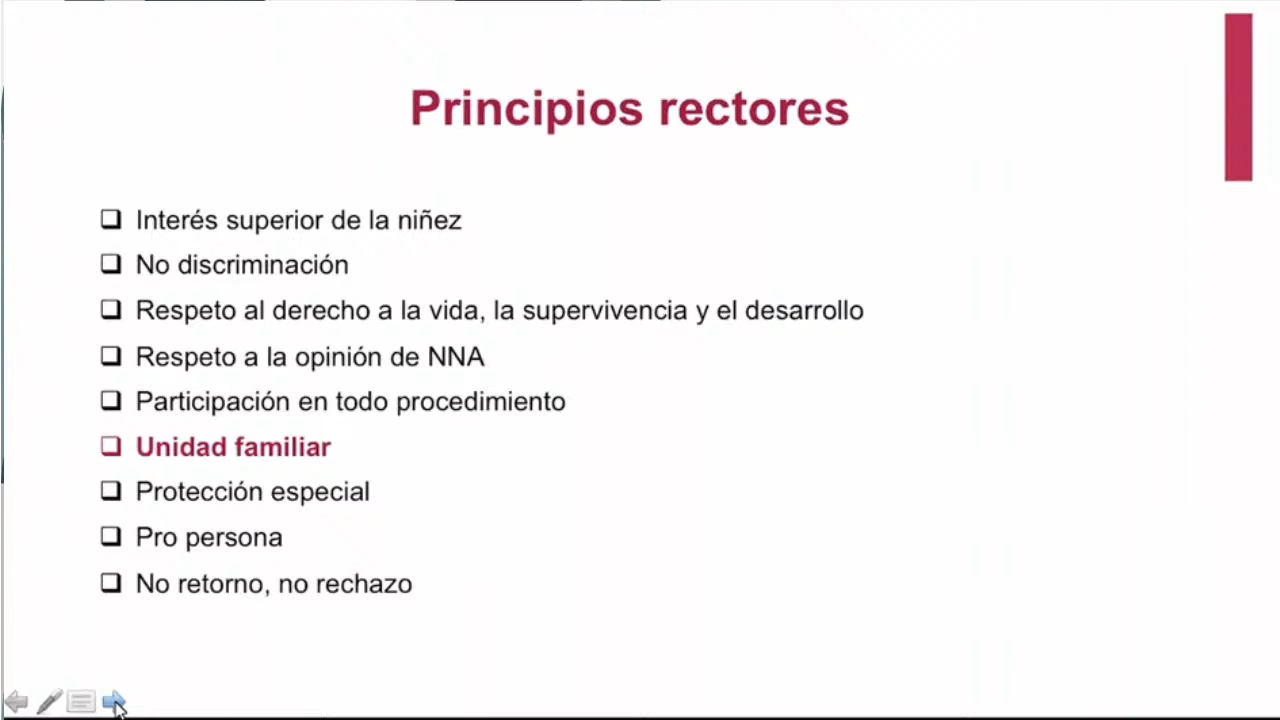 Principios rectores
Interés superior de la niñez
No discriminación
Respeto al derecho a la vida, la supervivencia y el desarrollo
Respeto a la opinión de NNA
Participación en todo procedimiento
Unidad familiar
Protección especial
Pro persona
No retorno, no rechazo